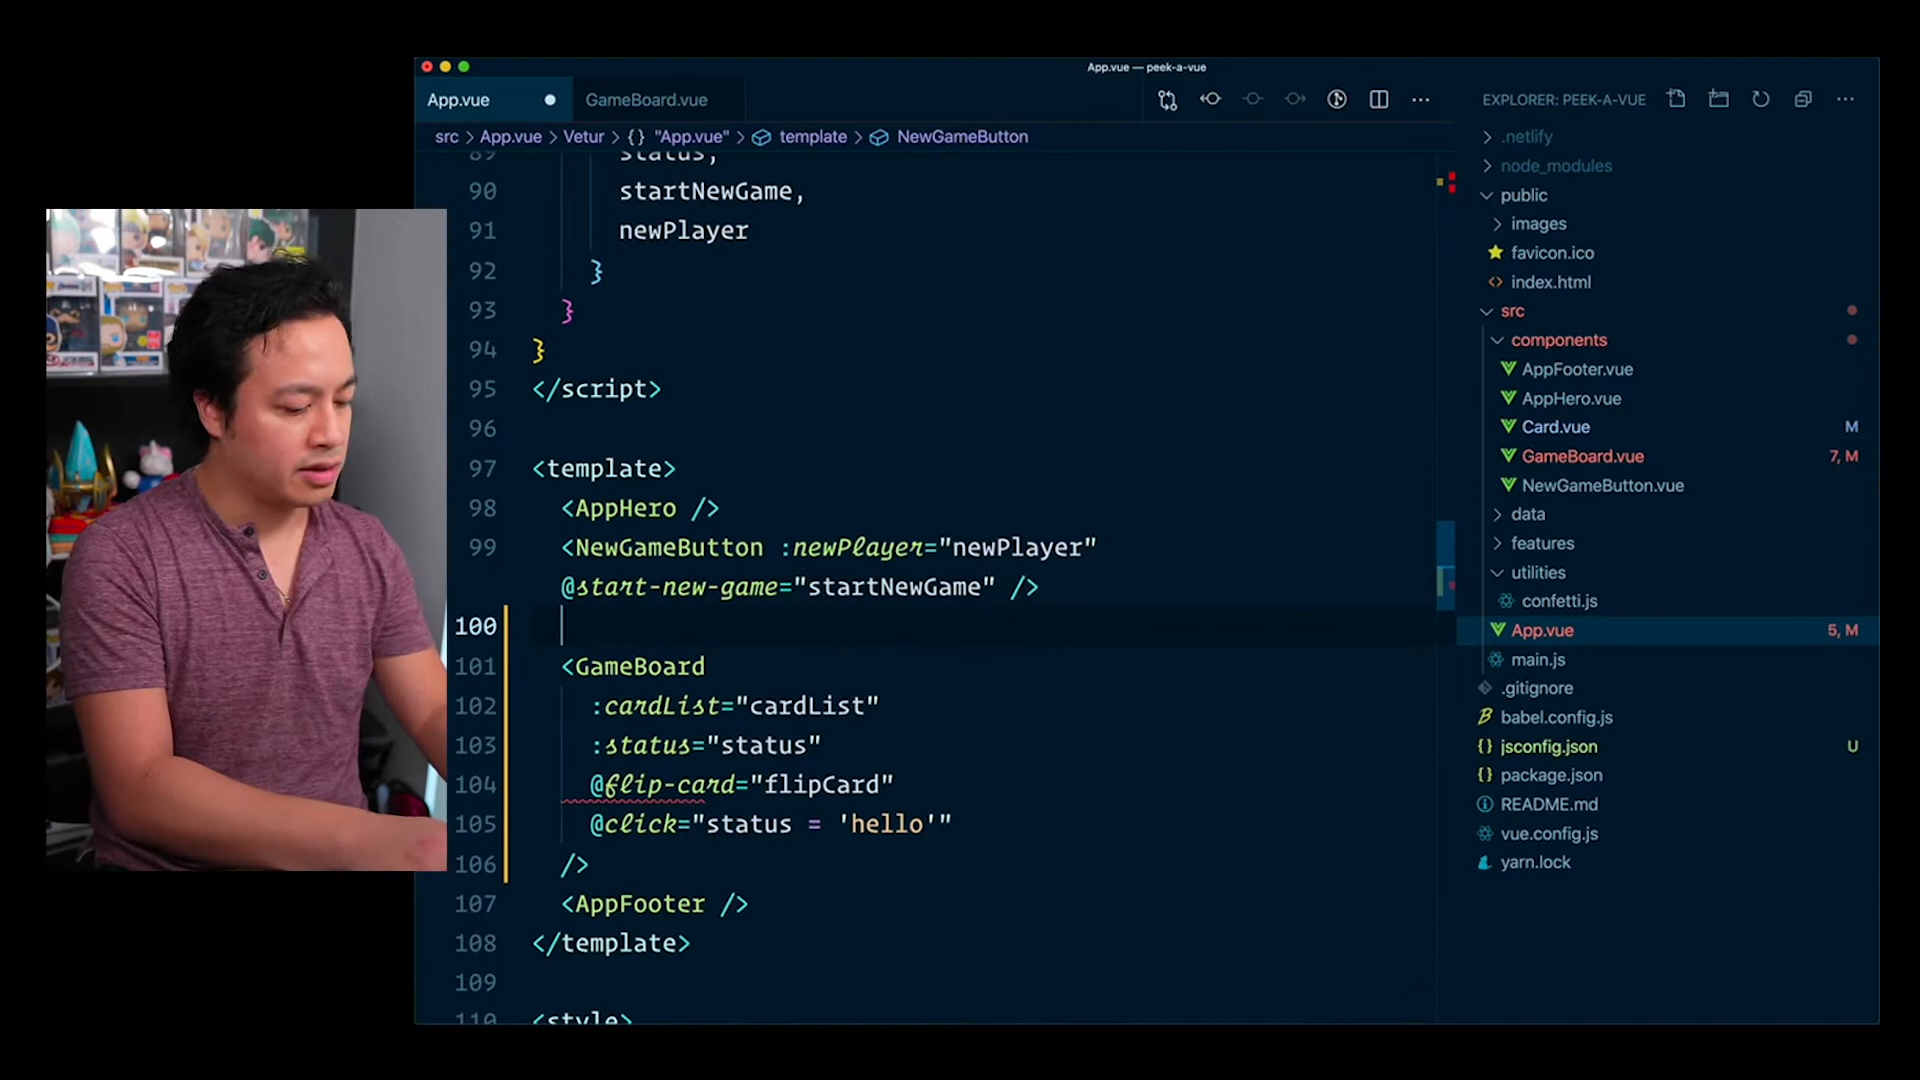 App.vue — peek-a-vue
App.vue
GameBoard.vue
EXPLORER: PEEK-A-VUE
src > App.vue > Vetur > {} "App.vue" > template > NewGameButton
89 status,
90 startNewGame,
91 newPlayer
92 }
93 }
94 }
95 </script>
96
97 <template>
98 <AppHero />
99 <NewGameButton :newPlayer="newPlayer"
@start-new-game="startNewGame" />
100
101 <GameBoard
102 :cardList="cardList"
103 :status="status"
104 @flip-card="flipCard"
105 @click="status = 'hello'"
106 />
107 <AppFooter />
108 </template>
109
110 <style>
.netlify
node_modules
public
images
favicon.ico
index.html
src
components
AppFooter.vue
AppHero.vue
Card.vue M
GameBoard.vue 7, M
NewGameButton.vue
data
features
utilities
confetti.js
App.vue 5, M
main.js
.gitignore
babel.config.js
{} jsconfig.json U
{} package.json
README.md
vue.config.js
yarn.lock